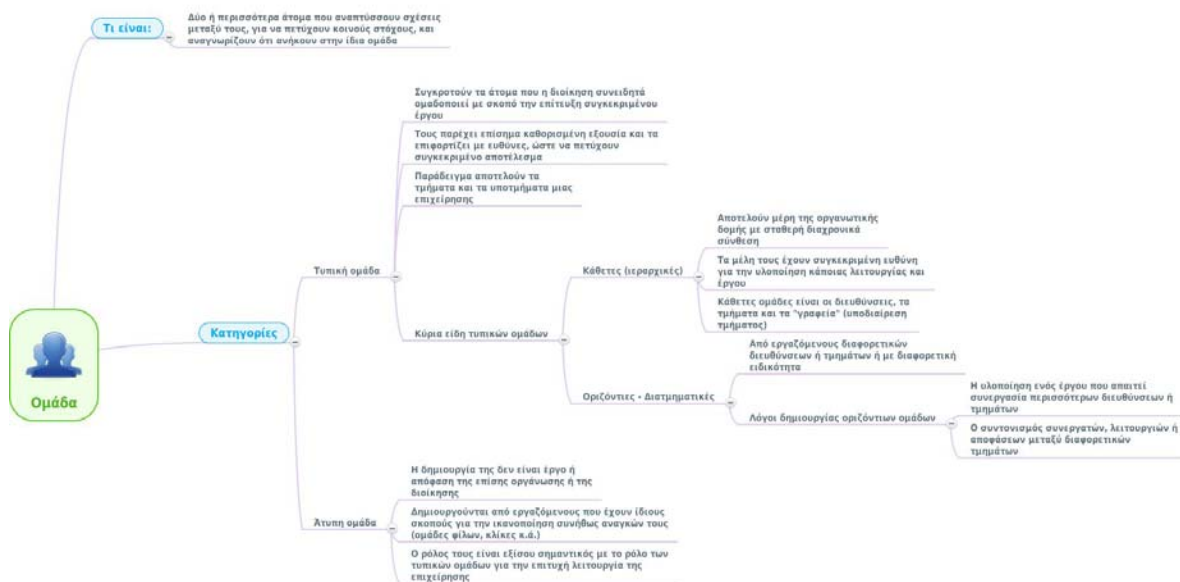 Τι είναι:
Δύο ή περισσότερα άτομα που αναπτύσσουν σχέσεις
μεταξύ τους, για να πετύχουν κοινούς στόχους, και
αναγνωρίζουν ότι ανήκουν στην ίδια ομάδα
Ομάδα
Κατηγορίες
Τυπική ομάδα
Συγκροτούν τα άτομα που η διοίκηση συνειδητά
ομαδοποιεί με σκοπό την επίτευξη συγκεκριμένου
έργου
Τους παρέχει επίσημα καθορισμένη εξουσία και τα
επιφορτίζει με ευθύνες, ώστε να πετύχουν
συγκεκριμένο αποτέλεσμα
Παράδειγμα αποτελούν τα
τμήματα και τα υποτμήματα μιας
επιχείρησης
Κύρια είδη τυπικών ομάδων
Κάθετες (ιεραρχικές)
Αποτελούν μέρη της οργανωτικής
δομής με σταθερή διαχρονικά
σύνθεση
Τα μέλη τους έχουν συγκεκριμένη ευθύνη
για την υλοποίηση κάποιας λειτουργίας και
έργου
Κάθετες ομάδες είναι οι διευθύνσεις, τα
τμήματα και τα "γραφεία" (υποδιαίρεση
τμήματος)
Οριζόντιες - Διατμηματικές
Από εργαζόμενους διαφορετικών
διευθύνσεων ή τμημάτων ή με διαφορετική
ειδικότητα
Λόγοι δημιουργίας οριζόντιων ομάδων
Η υλοποίηση ενός έργου που απαιτεί
συνεργασία περισσότερων διευθύνσεων ή
τμημάτων
Ο συντονισμός συνεργατών, λειτουργιών ή
αποφάσεων μεταξύ διαφορετικών
τμημάτων
Άτυπη ομάδα
Η δημιουργία της δεν είναι έργο ή
απόφαση της επίσης οργάνωσης ή της
διοίκησης
Δημιουργούνται από εργαζόμενους που έχουν ίδιους
σκοπούς για την ικανοποίηση συνήθως αναγκών τους
(ομάδες φίλων, κλίκες κ.ά.)
Ο ρόλος τους είναι εξίσου σημαντικός με το ρόλο των
τυπικών ομάδων για την επιτυχή λειτουργία της
επιχείρησης